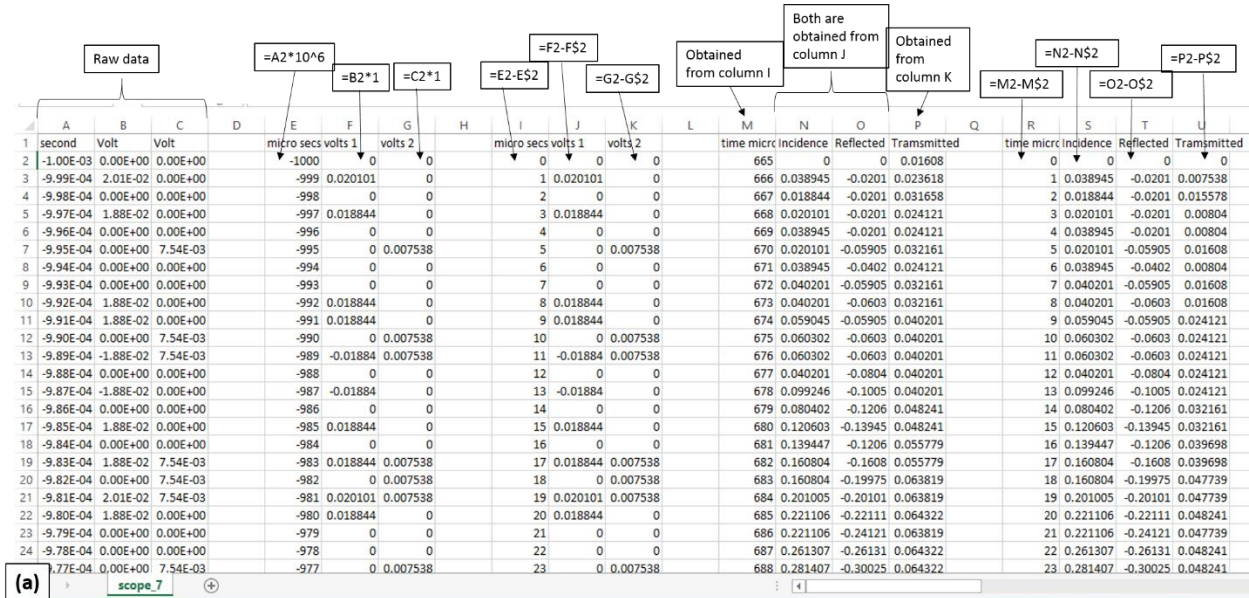 Raw data
=A2*10^6
=B2*1
=C2*1
=E2-E$2
=F2-F$2
=G2-G$2
Obtained
from column I
Both are
obtained from
column J
Obtained
from
column K
=M2-M$2
=N2-N$2
=O2-O$2
=P2-P$2
A B C D E F G H I J K L M N O P Q R S T U
1 second Volt Volt micro secs volts 1 volts 2 micro secs volts 1 volts 2 time micro Incidence Reflected Transmitted time micro Incidence Reflected Transmitted
2 -1.00E-03 0.00E+00 0.00E+00 -1000 0 0 0 0 0 665 0 0 0.01608 0 0 0 0
3 -9.99E-04 2.01E-02 0.00E+00 -999 0.020101 0 1 0.020101 0 666 0.038945 -0.0201 0.023618 1 0.038945 -0.0201 0.007538
4 -9.98E-04 0.00E+00 0.00E+00 -998 0 0 2 0 0 667 0.018844 -0.0201 0.031658 2 0.018844 -0.0201 0.015578
5 -9.97E-04 1.88E-02 0.00E+00 -997 0.018844 0 3 0.018844 0 668 0.020101 -0.0201 0.024121 3 0.020101 -0.0201 0.00804
6 -9.96E-04 0.00E+00 0.00E+00 -996 0 0 4 0 0 669 0.038945 -0.0201 0.024121 4 0.038945 -0.0201 0.00804
7 -9.95E-04 0.00E+00 7.54E-03 -995 0 0.007538 5 0 0.007538 670 0.020101 -0.05905 0.032161 5 0.020101 -0.05905 0.01608
8 -9.94E-04 0.00E+00 0.00E+00 -994 0 0 6 0 0 671 0.038945 -0.0402 0.024121 6 0.038945 -0.0402 0.00804
9 -9.93E-04 0.00E+00 0.00E+00 -993 0 0 7 0 0 672 0.040201 -0.05905 0.032161 7 0.040201 -0.05905 0.01608
10 -9.92E-04 1.88E-02 0.00E+00 -992 0.018844 0 8 0.018844 0 673 0.040201 -0.0603 0.032161 8 0.040201 -0.0603 0.01608
11 -9.91E-04 1.88E-02 0.00E+00 -991 0.018844 0 9 0.018844 0 674 0.059045 -0.05905 0.040201 9 0.059045 -0.05905 0.024121
12 -9.90E-04 0.00E+00 7.54E-03 -990 0 0.007538 10 0 0.007538 675 0.060302 -0.0603 0.040201 10 0.060302 -0.0603 0.024121
13 -9.89E-04 -1.88E-02 7.54E-03 -989 -0.01884 0.007538 11 -0.01884 0.007538 676 0.060302 -0.0603 0.040201 11 0.060302 -0.0603 0.024121
14 -9.88E-04 0.00E+00 0.00E+00 -988 0 0 12 0 0 677 0.040201 -0.0804 0.040201 12 0.040201 -0.0804 0.024121
15 -9.87E-04 -1.88E-02 0.00E+00 -987 -0.01884 0 13 -0.01884 0 678 0.099246 -0.1005 0.040201 13 0.099246 -0.1005 0.024121
16 -9.86E-04 0.00E+00 0.00E+00 -986 0 0 14 0 0 679 0.080402 -0.1206 0.048241 14 0.080402 -0.1206 0.032161
17 -9.85E-04 1.88E-02 0.00E+00 -985 0.018844 0 15 0.018844 0 680 0.120603 -0.13945 0.048241 15 0.120603 -0.13945 0.032161
18 -9.84E-04 0.00E+00 0.00E+00 -984 0 0 16 0 0 681 0.139447 -0.1206 0.055779 16 0.139447 -0.1206 0.039698
19 -9.83E-04 1.88E-02 7.54E-03 -983 0.018844 0.007538 17 0.018844 0.007538 682 0.160804 -0.1608 0.055779 17 0.160804 -0.1608 0.039698
20 -9.82E-04 0.00E+00 7.54E-03 -982 0 0.007538 18 0 0.007538 683 0.160804 -0.19975 0.063819 18 0.160804 -0.19975 0.047739
21 -9.81E-04 2.01E-02 7.54E-03 -981 0.020101 0.007538 19 0.020101 0.007538 684 0.201005 -0.20101 0.063819 19 0.201005 -0.20101 0.047739
22 -9.80E-04 1.88E-02 0.00E+00 -980 0.018844 0 20 0.018844 0 685 0.221106 -0.22111 0.064322 20 0.221106 -0.22111 0.048241
23 -9.79E-04 0.00E+00 0.00E+00 -979 0 0 21 0 0 686 0.221106 -0.24121 0.063819 21 0.221106 -0.24121 0.047739
24 -9.78E-04 0.00E+00 0.00E+00 -978 0 0 22 0 0 687 0.261307 -0.26131 0.064322 22 0.261307 -0.26131 0.048241
9.77E-04 0.00E+00 7.54E-03 -977 0 0.007538 23 0 0.007538 688 0.281407 -0.30025 0.064322 23 0.281407 -0.30025 0.048241
(a) scope_7